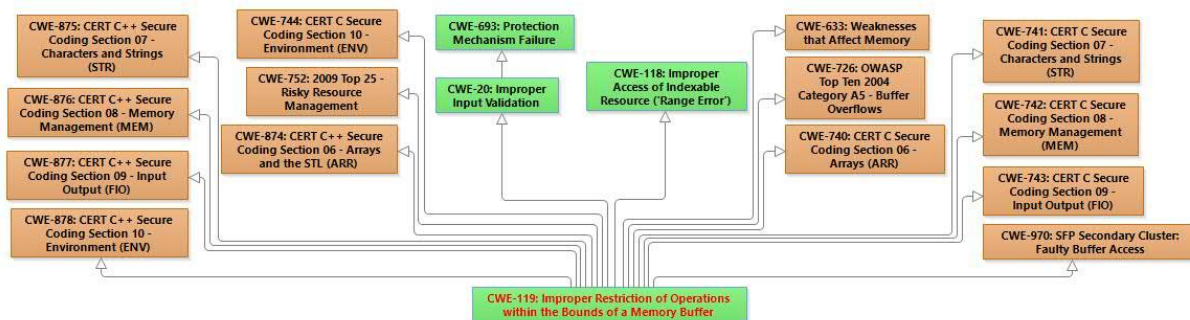 CWE-875: CERT C++ Secure
Coding Section 07 -
Characters and Strings
(STR)
CWE-876: CERT C++ Secure
Coding Section 08 - Memory
Management (MEM)
CWE-877: CERT C++ Secure
Coding Section 09 - Input
Output (FIO)
CWE-878: CERT C++ Secure
Coding Section 10 -
Environment (ENV)
CWE-744: CERT C Secure
Coding Section 10 -
Environment (ENV)
CWE-752: 2009 Top 25 -
Risky Resource
Management
CWE-874: CERT C++ Secure
Coding Section 06 - Arrays
and the STL (ARR)
CWE-693: Protection
Mechanism Failure
CWE-20: Improper
Input Validation
CWE-118: Improper
Access of Indexable
Resource ('Range Error')
CWE-633: Weaknesses
that Affect Memory
CWE-726: OWASP
Top Ten 2004
Category A5 - Buffer
Overflows
CWE-740: CERT C Secure
Coding Section 06 -
Arrays (ARR)
CWE-741: CERT C Secure
Coding Section 07 -
Characters and Strings
(STR)
CWE-742: CERT C Secure
Coding Section 08 -
Memory Management
(MEM)
CWE-743: CERT C Secure
Coding Section 09 -
Input Output (FIO)
CWE-970: SFP Secondary Cluster:
Faulty Buffer Access
CWE-119: Improper Restriction of Operations
within the Bounds of a Memory Buffer